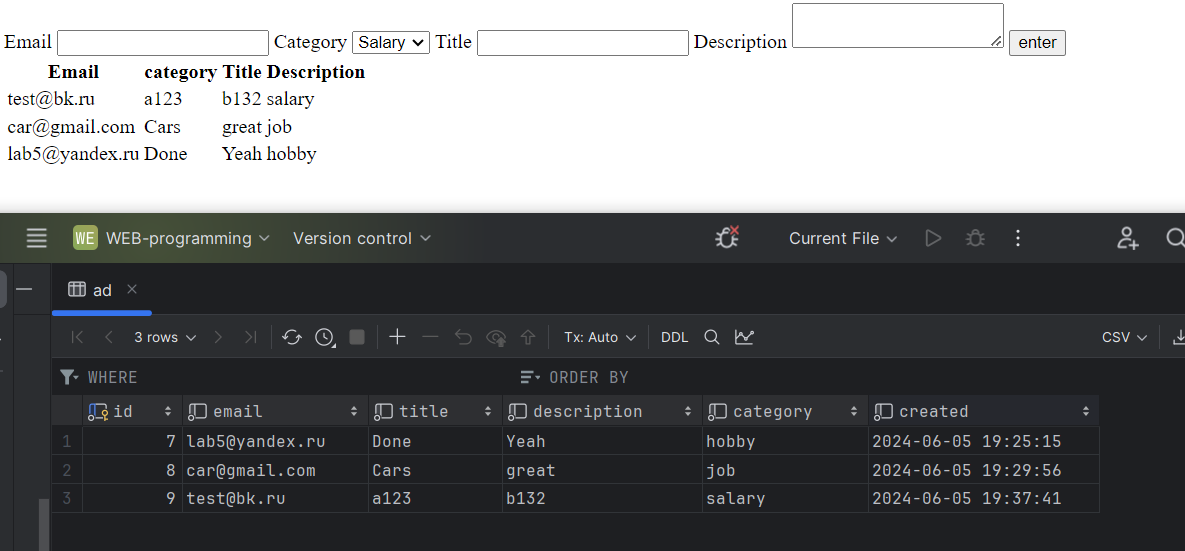 Email Category Salary Title Description enter
Email category Title Description
test@bk.ru a123 b132 salary
car@gmail.com Cars great job
lab5@yandex.ru Done Yeah hobby
WE WEB-programming Version control Current File
ad
3 rows Tx: Auto DDL CSV
WHERE ORDER BY
id email title description category created
1 7 lab5@yandex.ru Done Yeah hobby 2024-06-05 19:25:15
2 8 car@gmail.com Cars great job 2024-06-05 19:29:56
3 9 test@bk.ru a123 b132 salary 2024-06-05 19:37:41